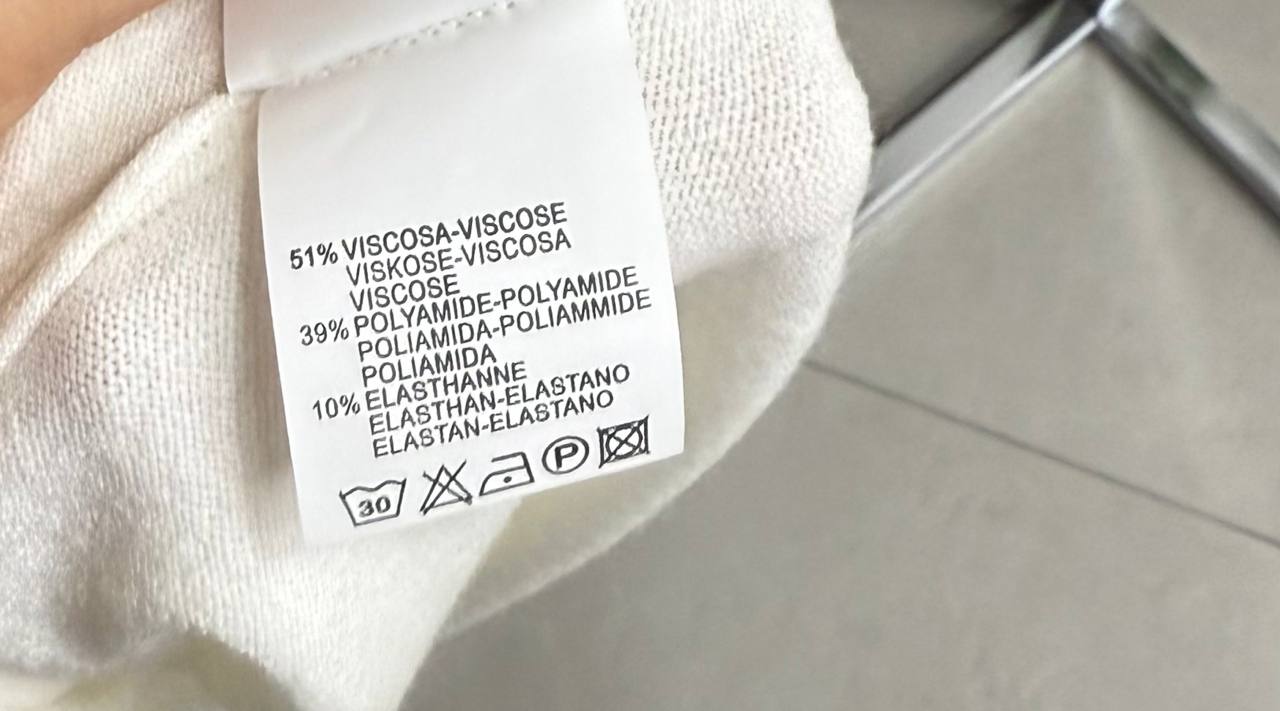 51% VISCOSA-VISCOSE
VISKOSE-VISCOSA
VISCOSE
39% POLYAMIDE-POLYAMIDE
POLIAMIDA-POLIAMMIDE
POLIAMIDA
10% ELASTHANNE
ELASTHAN-ELASTANO
ELASTAN-ELASTANO
30 P